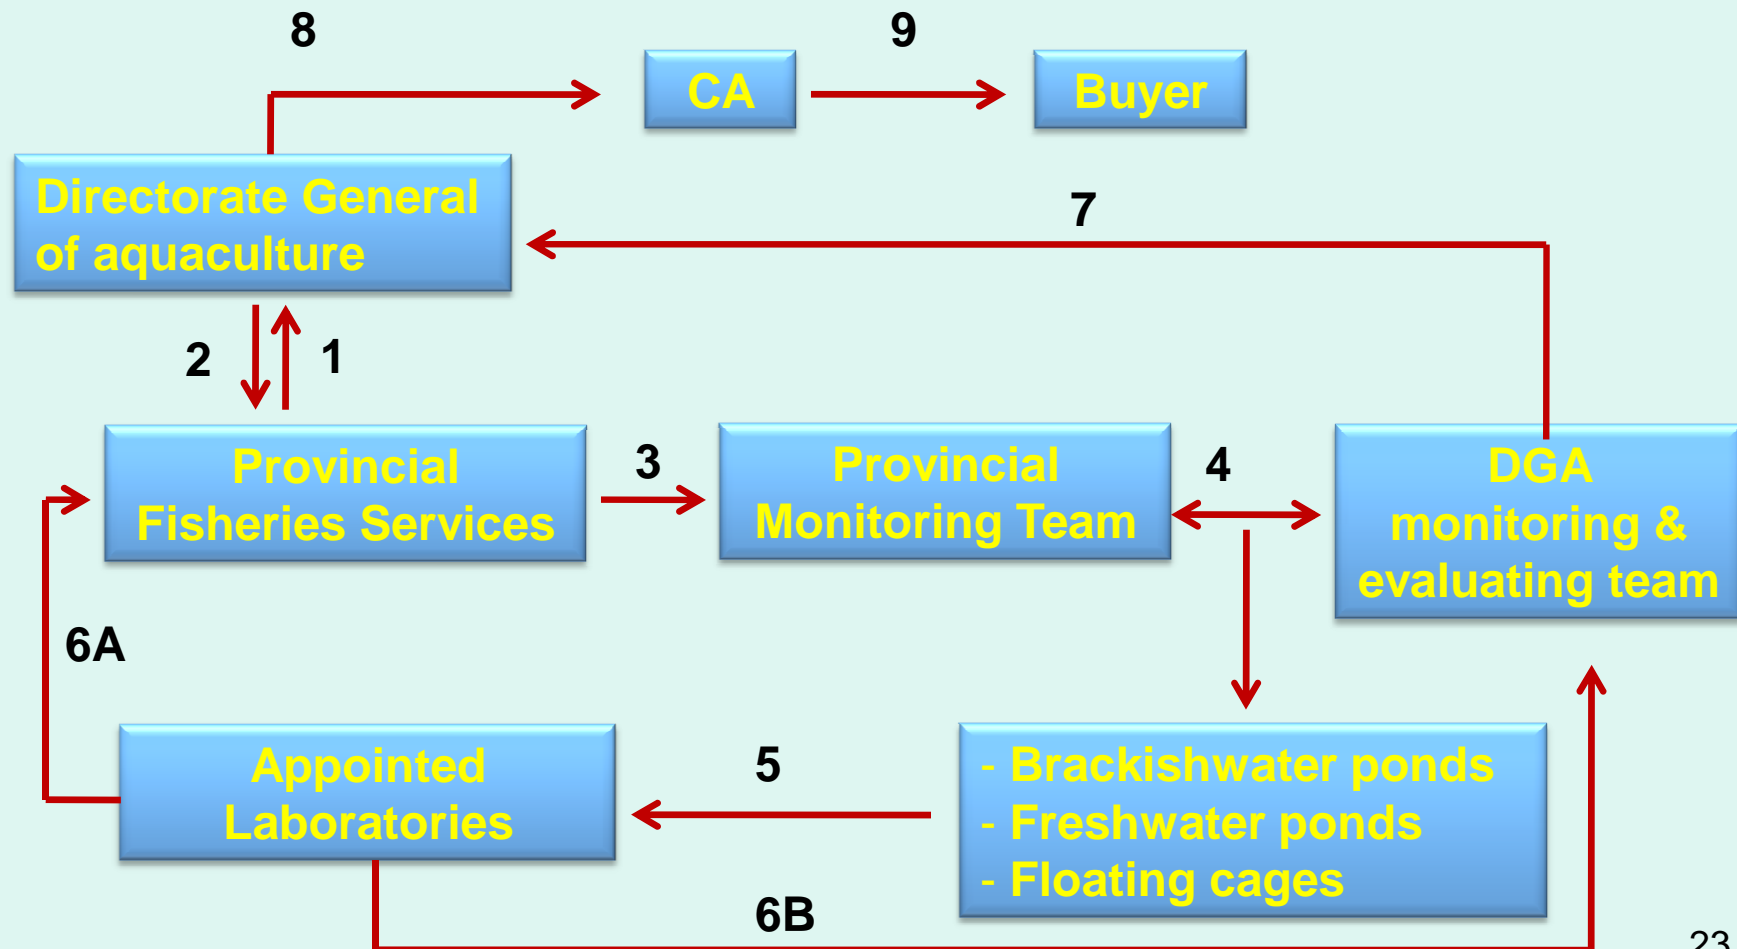 8
9
CA
Buyer
Directorate General
of aquaculture
7
2
1
Provincial
Fisheries Services
3
Provincial
Monitoring Team
4
DGA
monitoring &
evaluating team
6A
Appointed
Laboratories
5
- Brackishwater ponds
- Freshwater ponds
- Floating cages
6B
23